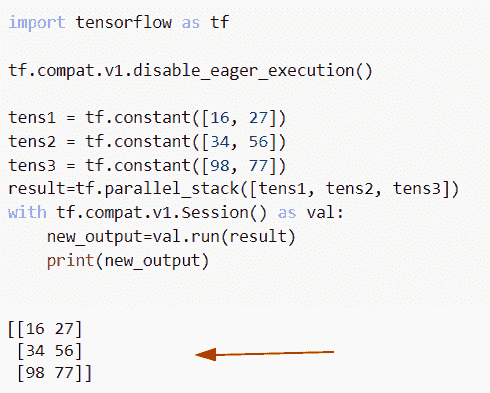 import tensorflow as tf
tf.compat.v1.disable_eager_execution()
tens1 = tf.constant([16, 27])
tens2 = tf.constant([34, 56])
tens3 = tf.constant([98, 77])
result=tf.parallel_stack([tens1, tens2, tens3])
with tf.compat.v1.Session() as val:
    new_output=val.run(result)
    print(new_output)
[[16 27]
 [34 56]
 [98 77]]